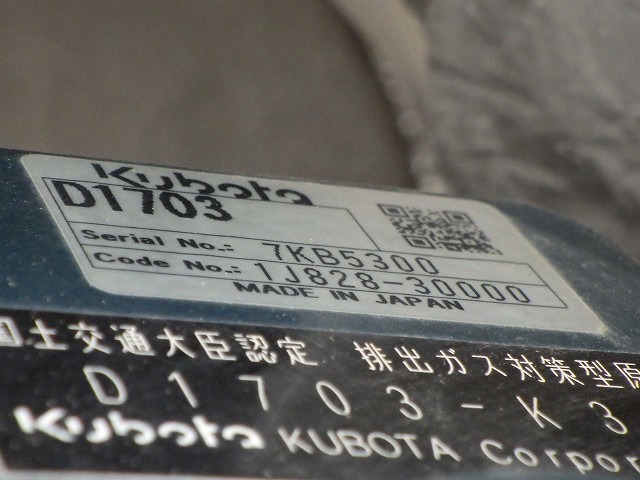 Kubota
D1703
Serial No.: 7KB5300
Code No.: 1J828-30000
MADE IN JAPAN
国土交通大臣認定 排出ガス対策型原
D1703-K3
Kubota KUBOTA Corpor